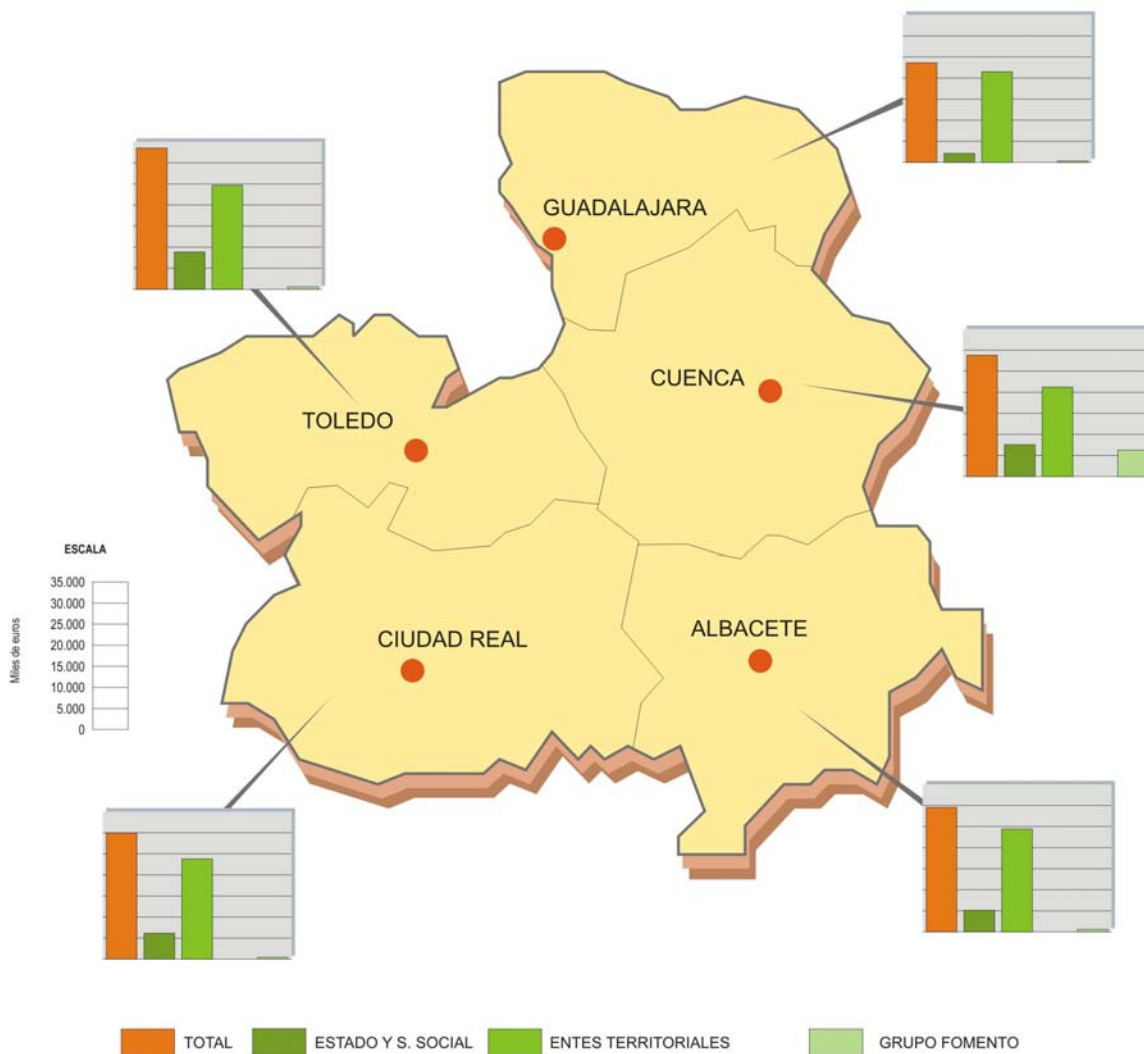 GUADALAJARA
CUENCA
TOLEDO
ESCALA
Miles de euros
35.000
30.000
25.000
20.000
15.000
10.000
5.000
0
CIUDAD REAL
ALBACETE
TOTAL
ESTADO Y S. SOCIAL
ENTES TERRITORIALES
GRUPO FOMENTO